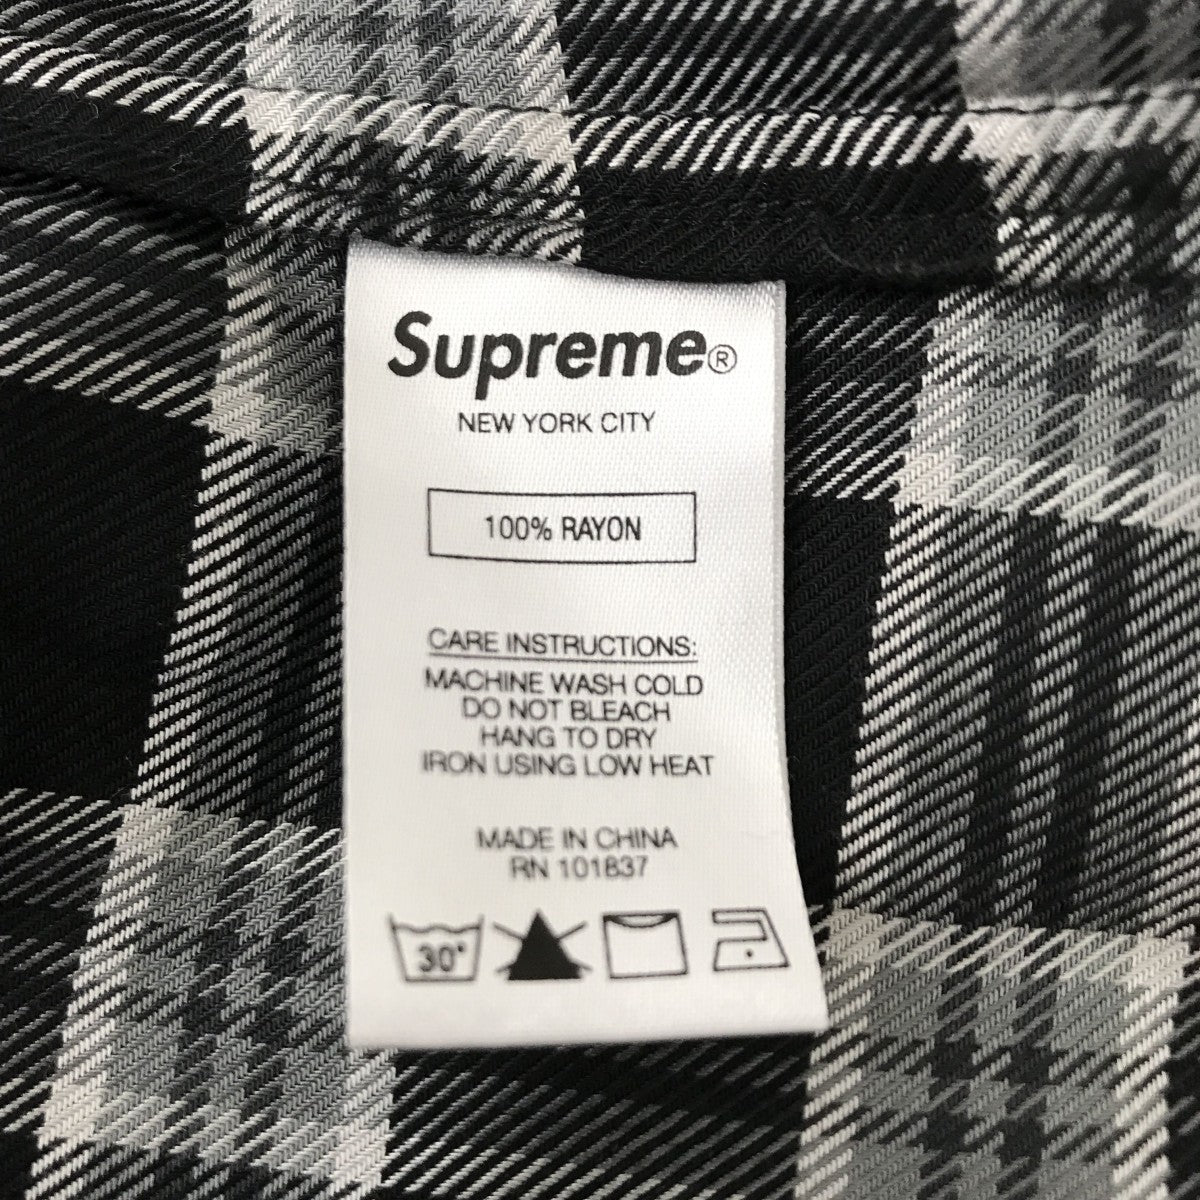 Supreme®
NEW YORK CITY
100% RAYON
CARE INSTRUCTIONS:
MACHINE WASH COLD
DO NOT BLEACH
HANG TO DRY
IRON USING LOW HEAT
MADE IN CHINA
RN 101837
30°